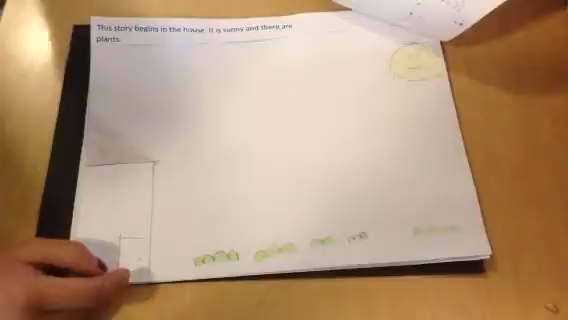 This story begins in the house. It is sunny and there are
plants.